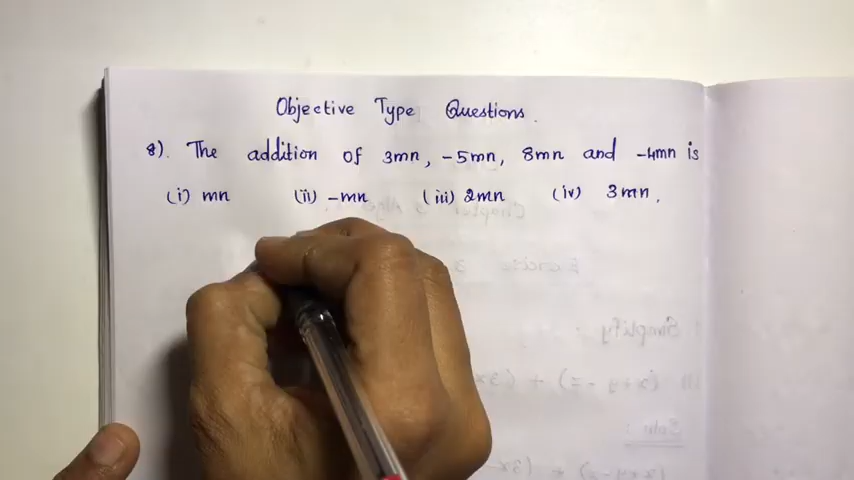 Objective Type Questions.
8). The addition of 3mn, -5mn, 8mn and -4mn is
(i) mn (ii) -mn (iii) 2mn (iv) 3mn.